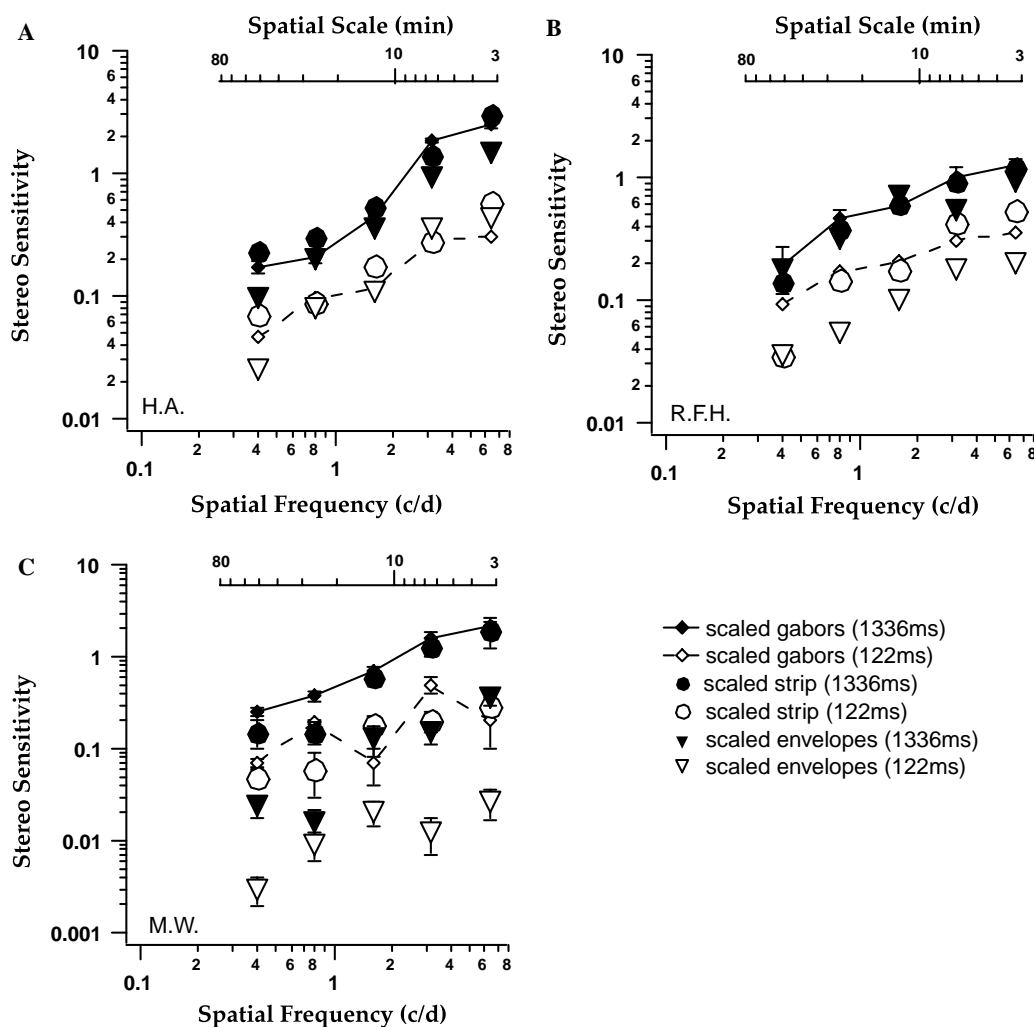 A
Spatial Scale (min)
80 10 3
10
6
4
2
1
6
4
2
0.1
6
4
2
0.01
Stereo Sensitivity
H.A.
2 4 6 8 2 4 6 8
0.1 1
Spatial Frequency (c/d)
B
Spatial Scale (min)
80 10 3
10
6
4
2
1
6
4
2
0.1
6
4
2
0.01
Stereo Sensitivity
R.F.H.
2 4 6 8 2 4 6 8
0.1 1
Spatial Frequency (c/d)
C
80 10 3
10
1
0.1
0.01
0.001
Stereo Sensitivity
M.W.
2 4 6 8 2 4 6 8
0.1 1
Spatial Frequency (c/d)
scaled gabors (1336ms)
scaled gabors (122ms)
scaled strip (1336ms)
scaled strip (122ms)
scaled envelopes (1336ms)
scaled envelopes (122ms)